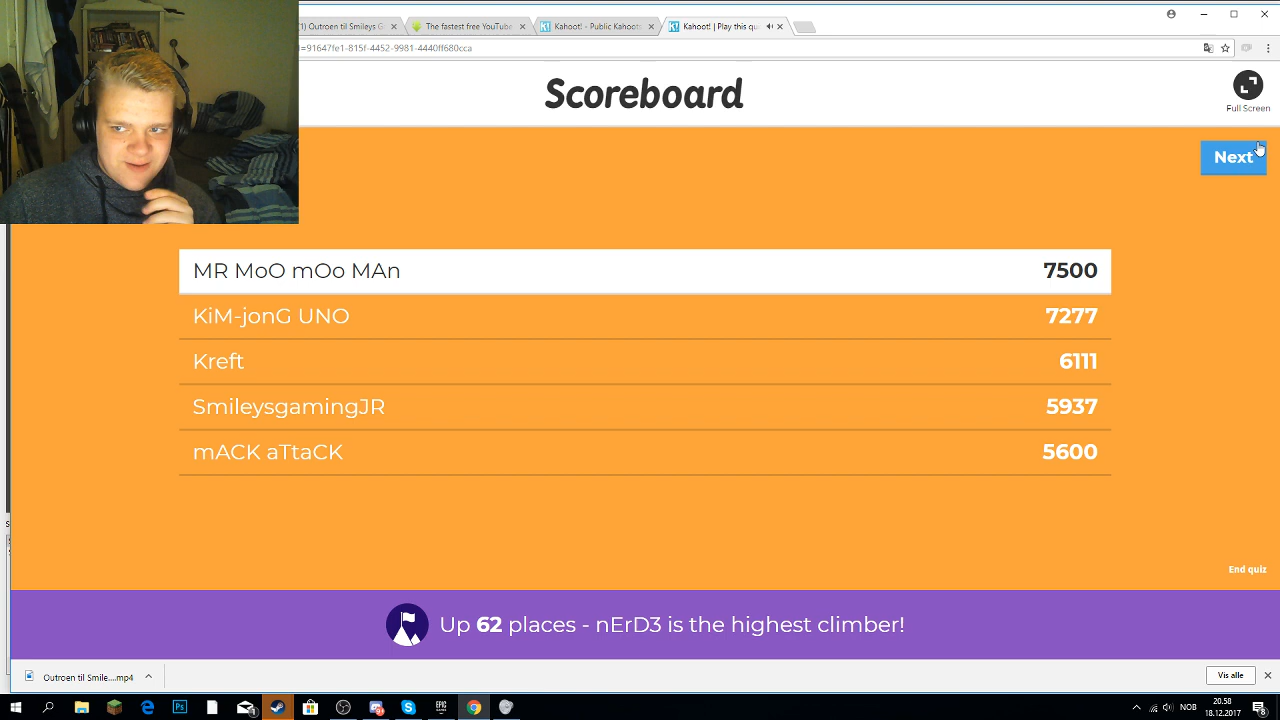 (1) Outroen til Smileys G
The fastest free YouTube
Kahoot! - Public Kahoots
Kahoot! | Play this qu
=91647fe1-815f-4452-9981-4440ff680cca
Scoreboard
Full Screen
Next
MR MoO mOo MAn 7500
KiM-jonG UNO 7277
Kreft 6111
SmileysgamingJR 5937
mACK aTtaCK 5600
End quiz
Up 62 places - nErD3 is the highest climber!
Outroen til Smile....mp4
Vis alle
NOB
20.58
18.12.2017